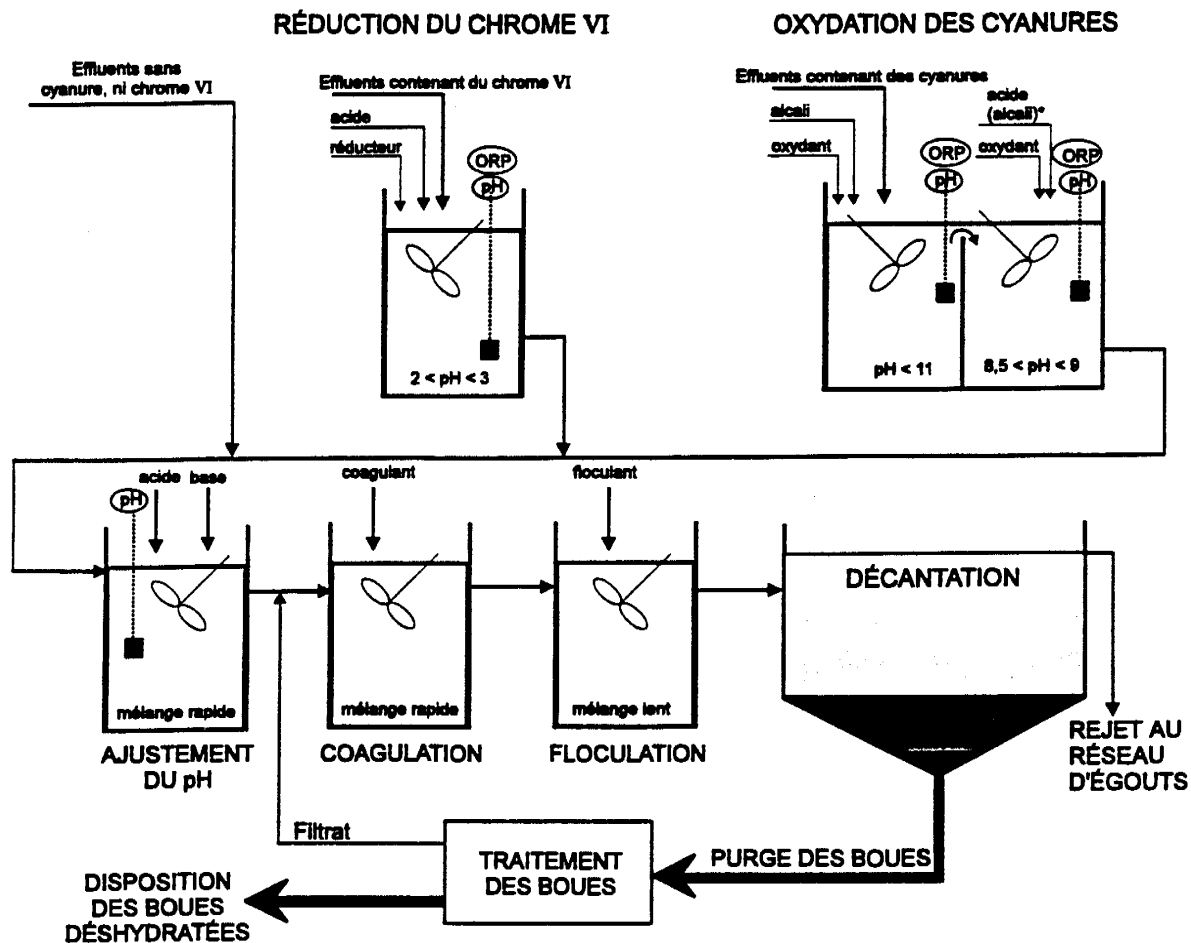 RÉDUCTION DU CHROME VI
OXYDATION DES CYANURES
Effluents sans
cyanure, ni chrome VI
Effluents contenant du chrome VI
acide
réducteur
ORP
pH
2 < pH < 3
Effluents contenant des cyanures
alcali
oxydant
ORP
pH
acide
(alcali)*
oxydant
ORP
pH
pH < 11
8,5 < pH < 9
acide base
pH
mélange rapide
AJUSTEMENT
DU pH
coagulant
mélange rapide
COAGULATION
floculant
mélange lent
FLOCULATION
DÉCANTATION
REJET AU
RÉSEAU
D'ÉGOUTS
Filtrat
TRAITEMENT
DES BOUES
PURGE DES BOUES
DISPOSITION
DES BOUES
DÉSHYDRATÉES